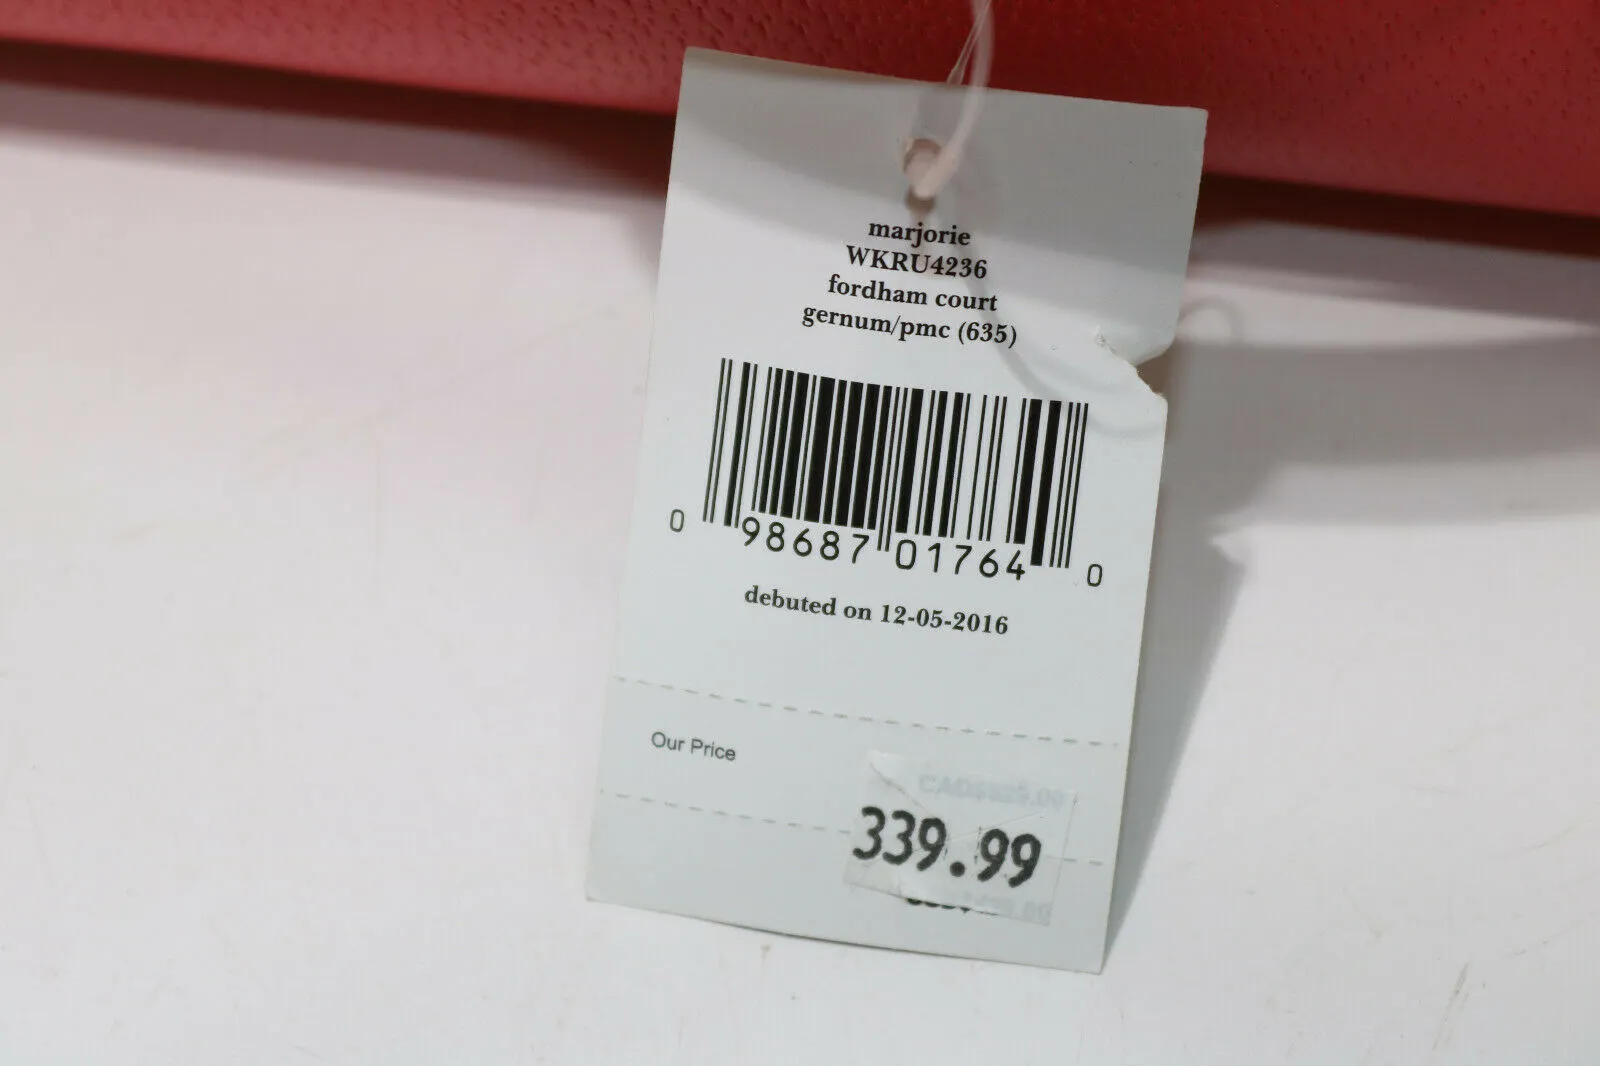 marjorie
WKRU4236
fordham court
gernum/pmc (635)
0 98687 01764 0
debuted on 12-05-2016
Our Price
339.99